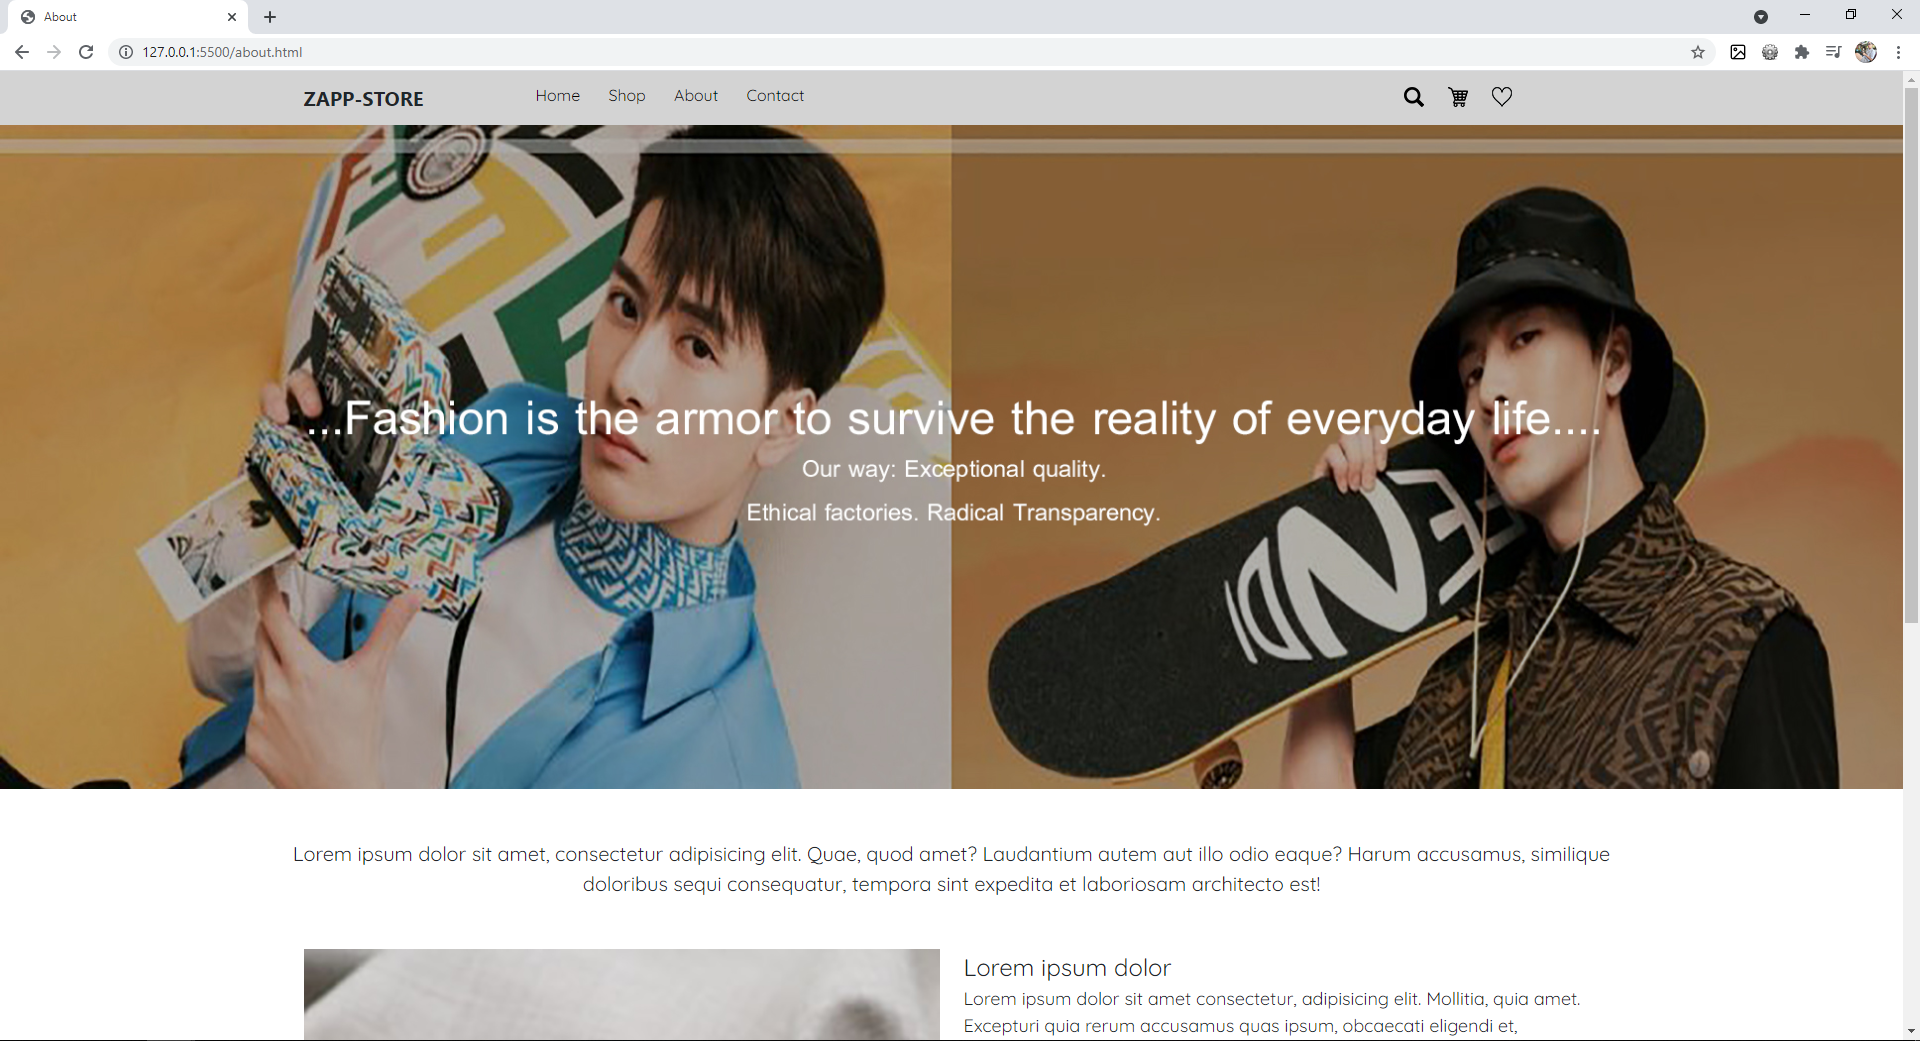 About
127.0.0.1:5500/about.html
ZAPP-STORE
Home Shop About Contact
...Fashion is the armor to survive the reality of everyday life....
Our way: Exceptional quality.
Ethical factories. Radical Transparency.
Lorem ipsum dolor sit amet, consectetur adipisicing elit. Quae, quod amet? Laudantium autem aut illo odio eaque? Harum accusamus, similique
doloribus sequi consequatur, tempora sint expedita et laboriosam architecto est!
Lorem ipsum dolor
Lorem ipsum dolor sit amet consectetur, adipisicing elit. Mollitia, quia amet.
Excepturi quia rerum accusamus quas ipsum, obcaecati eligendi et,